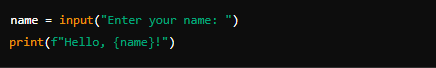 name = input("Enter your name: ")
print(f"Hello, {name}!")